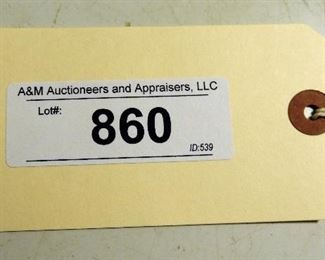 A&M Auctioneers and Appraisers, LLC
Lot#:
860
ID:539